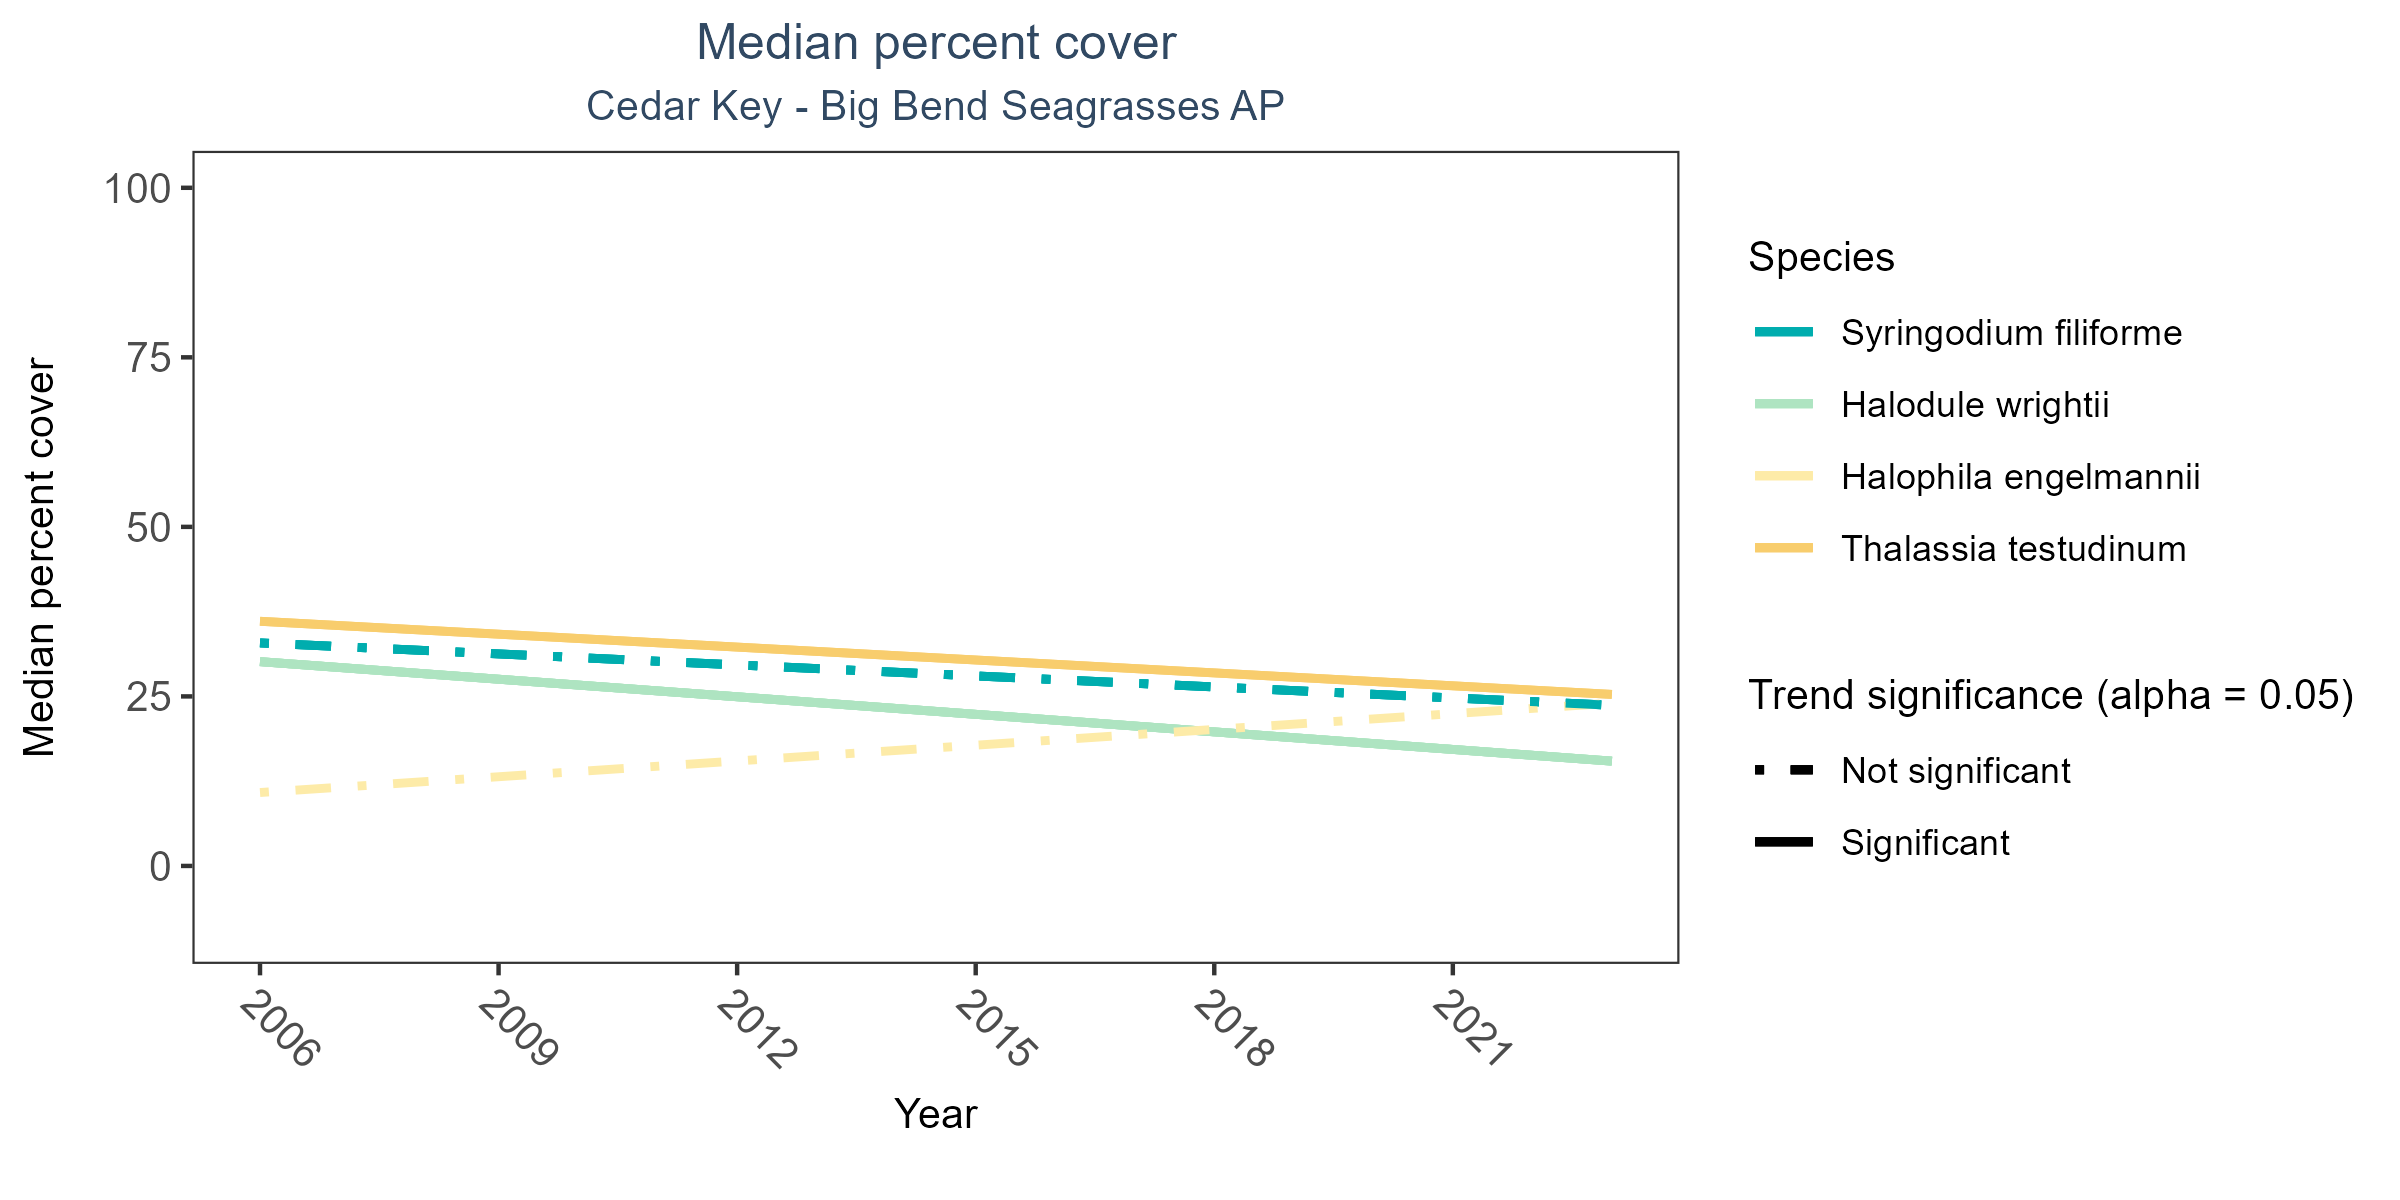 Median percent cover
Cedar Key - Big Bend Seagrasses AP
Median percent cover
100
75
50
25
0
2006
2009
2012
2015
2018
2021
Year
Species
Syringodium filiforme
Halodule wrightii
Halophila engelmannii
Thalassia testudinum
Trend significance (alpha = 0.05)
Not significant
Significant